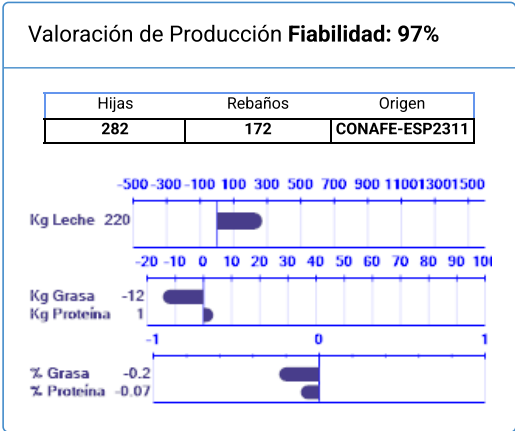 Valoración de Producción Fiabilidad: 97%
Hijas Rebaños Origen
282 172 CONAFE-ESP2311
-500 -300 -100 100 300 500 700 900 1100 1300 1500
Kg Leche 220
-20 -10 0 10 20 30 40 50 60 70 80 90 10
Kg Grasa -12
Kg Proteína 1
-1 0 1
% Grasa -0.2
% Proteína -0.07